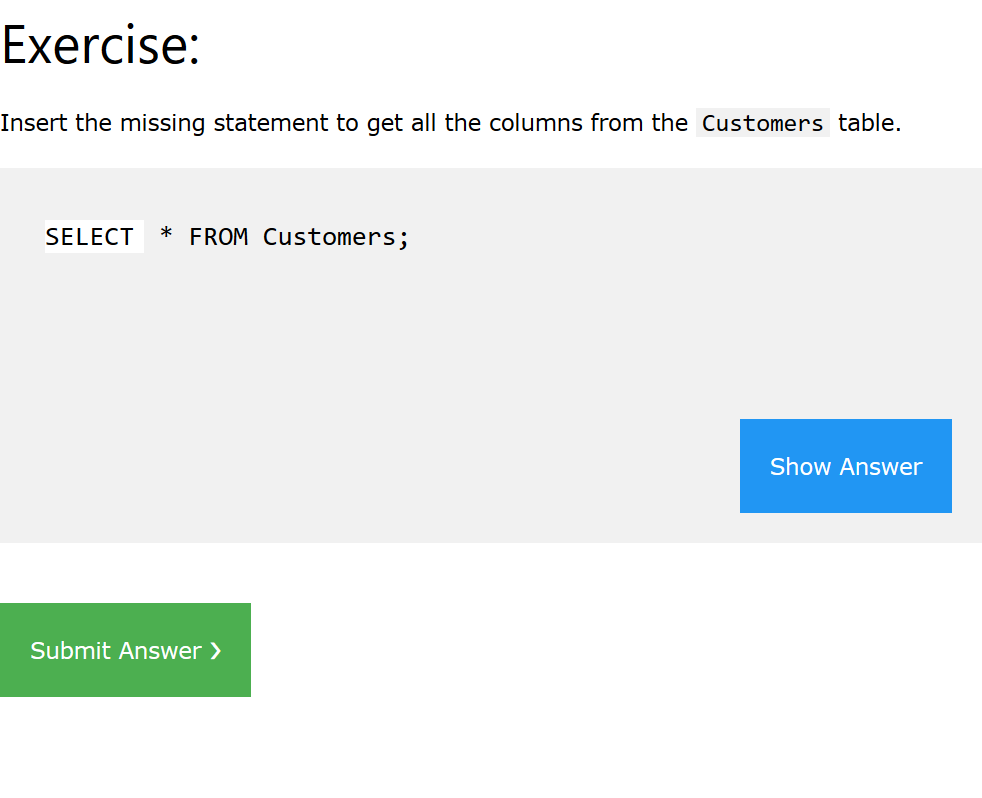 Exercise:
Insert the missing statement to get all the columns from the Customers table.
SELECT * FROM Customers;
Show Answer
Submit Answer ❯